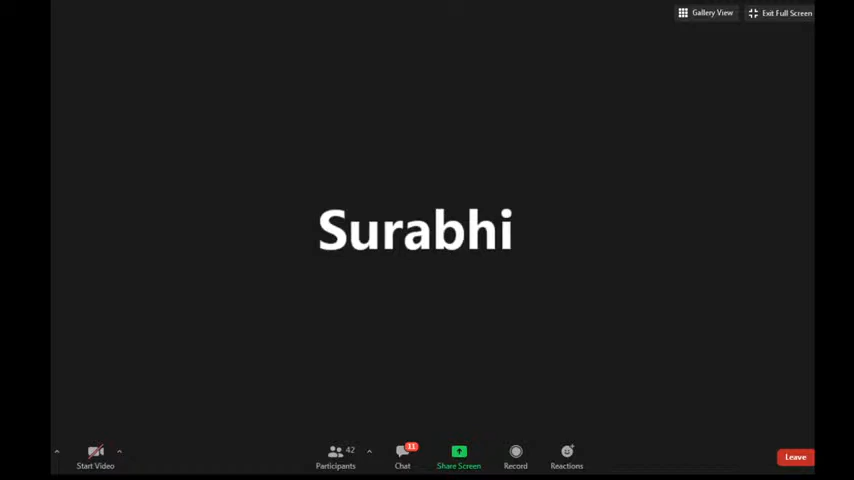 Gallery View
Exit Full Screen
Surabhi
42
11
Start Video
Participants
Chat
Share Screen
Record
Reactions
Leave